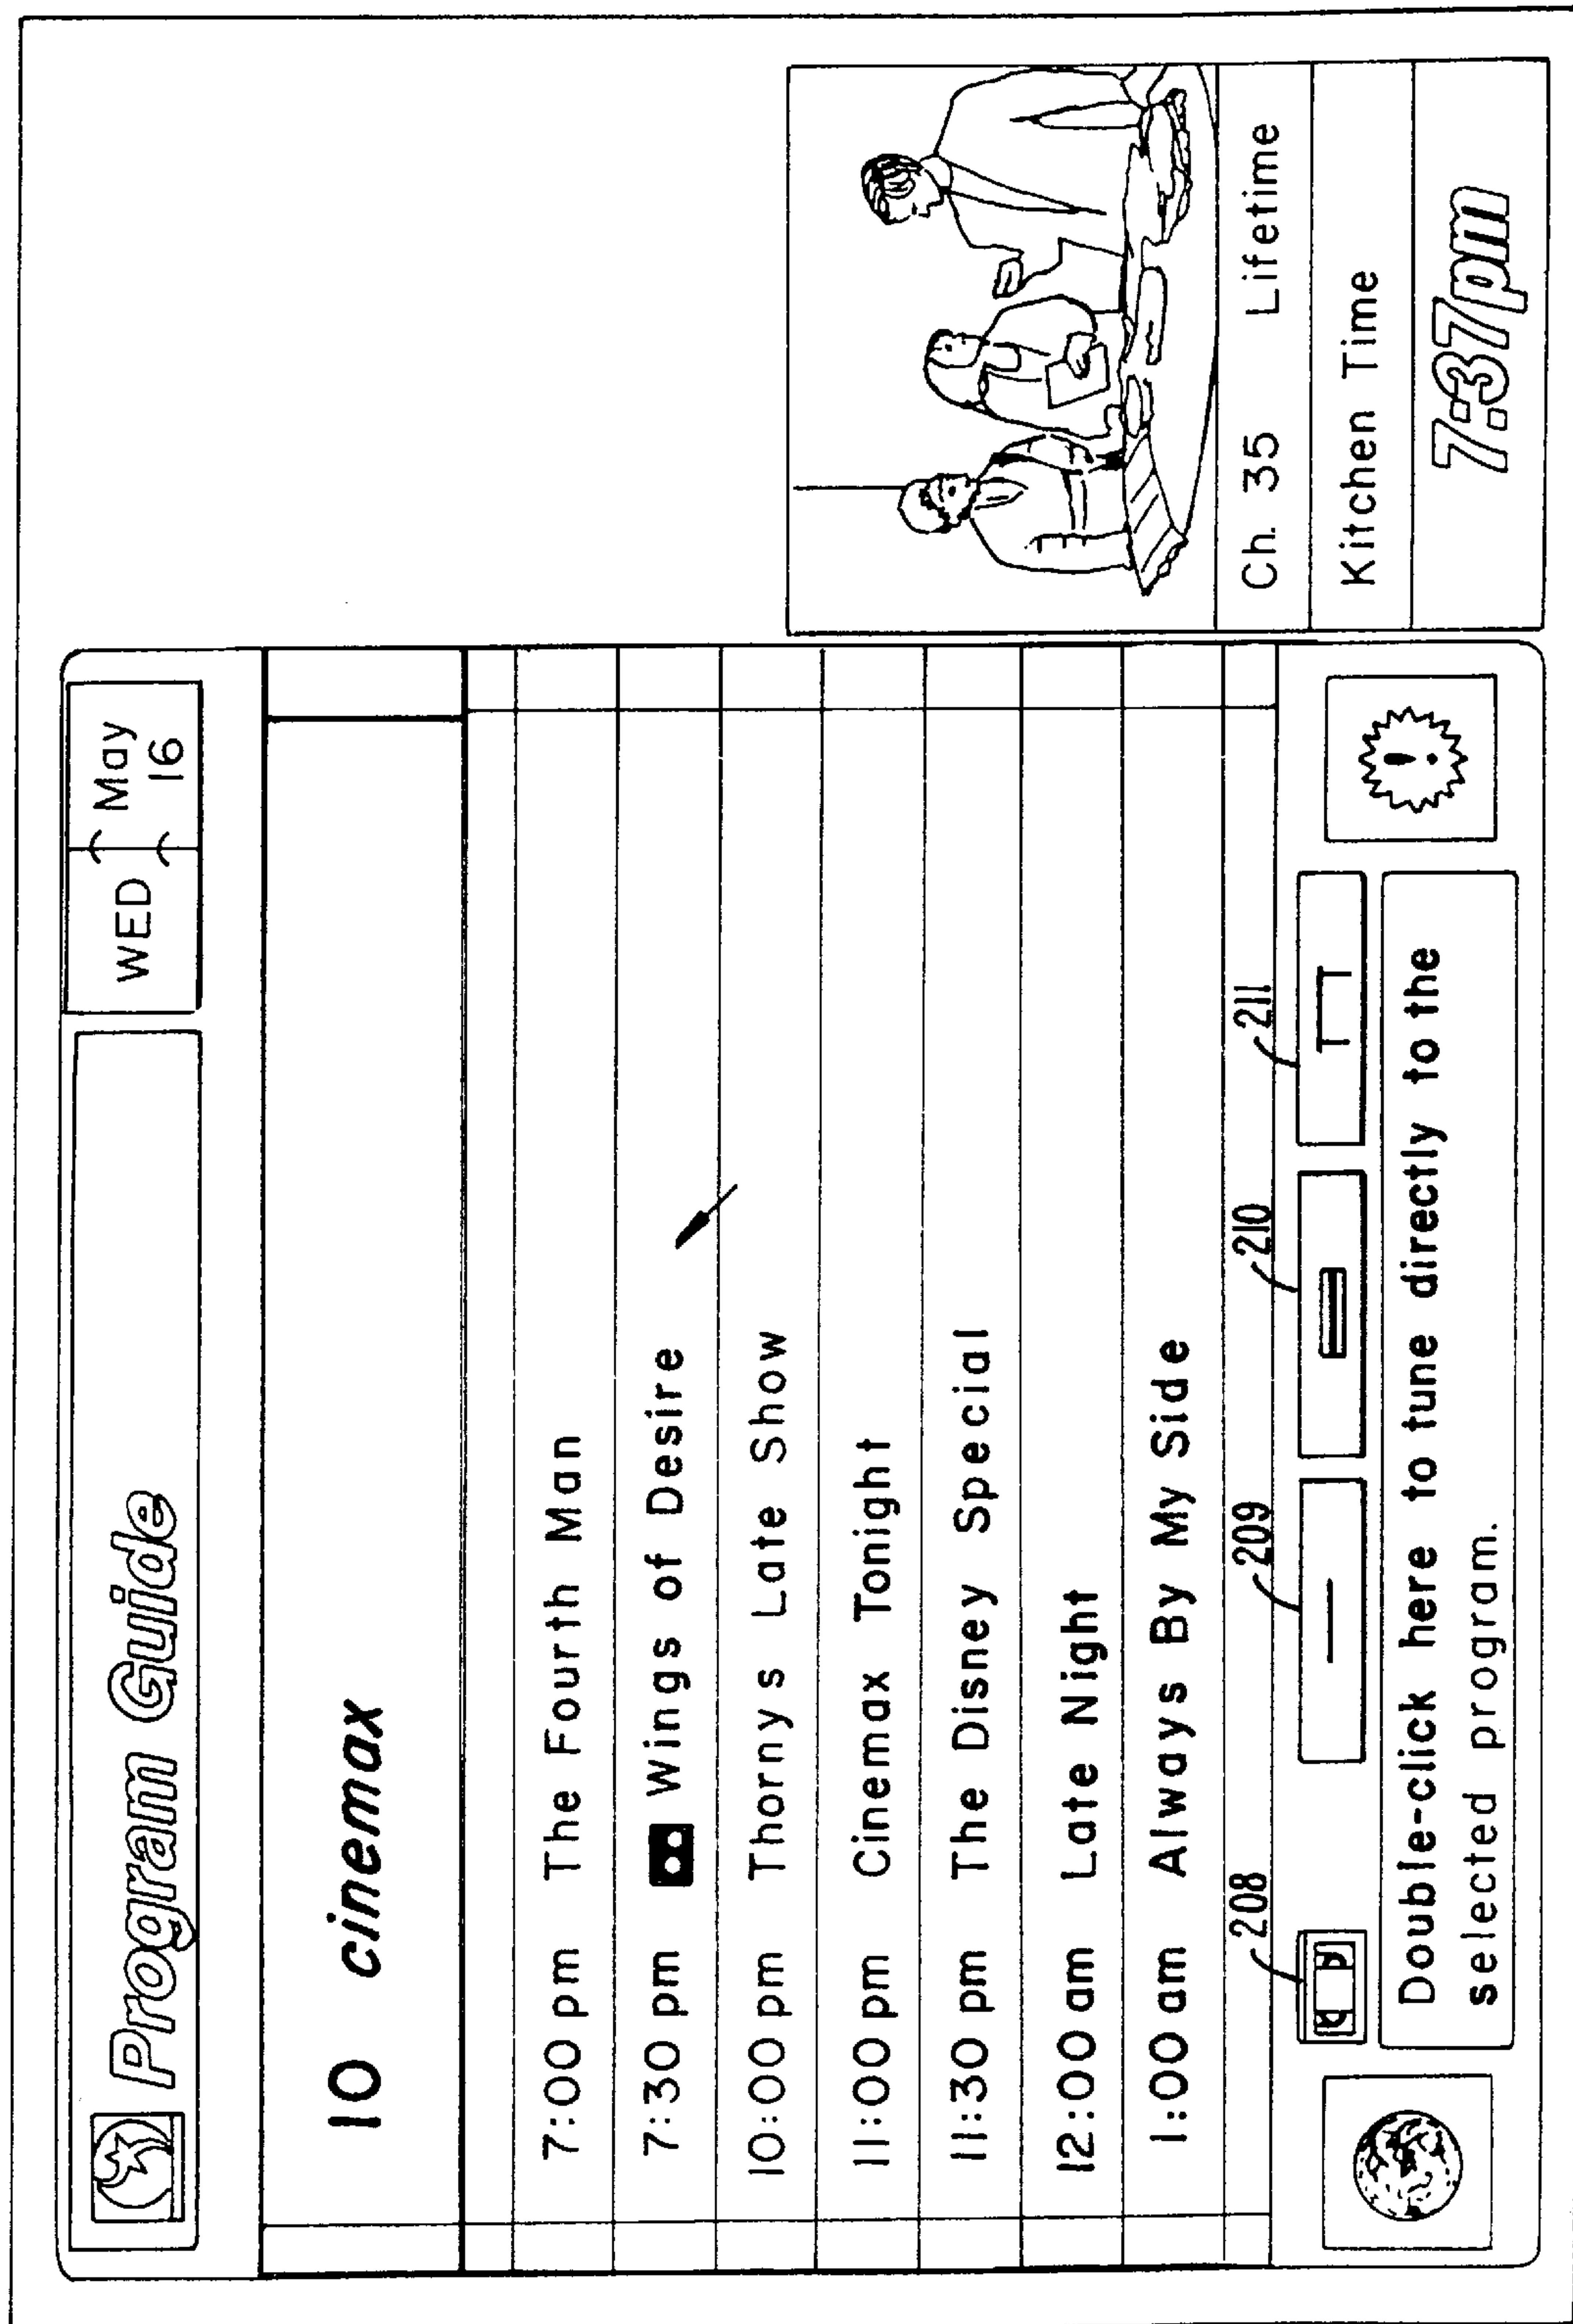 Program Guide
WED May
16
10 cinemax
7:00 pm The Fourth Man
7:30 pm Wings of Desire
10:00 pm Thornys Late Show
11:00 pm Cinemax Tonight
11:30 pm The Disney Special
12:00 am Late Night
1:00 am Always By My Side
208
209
210
211
Double-click here to tune directly to the
selected program.
Ch. 35 Lifetime
Kitchen Time
7:37pm